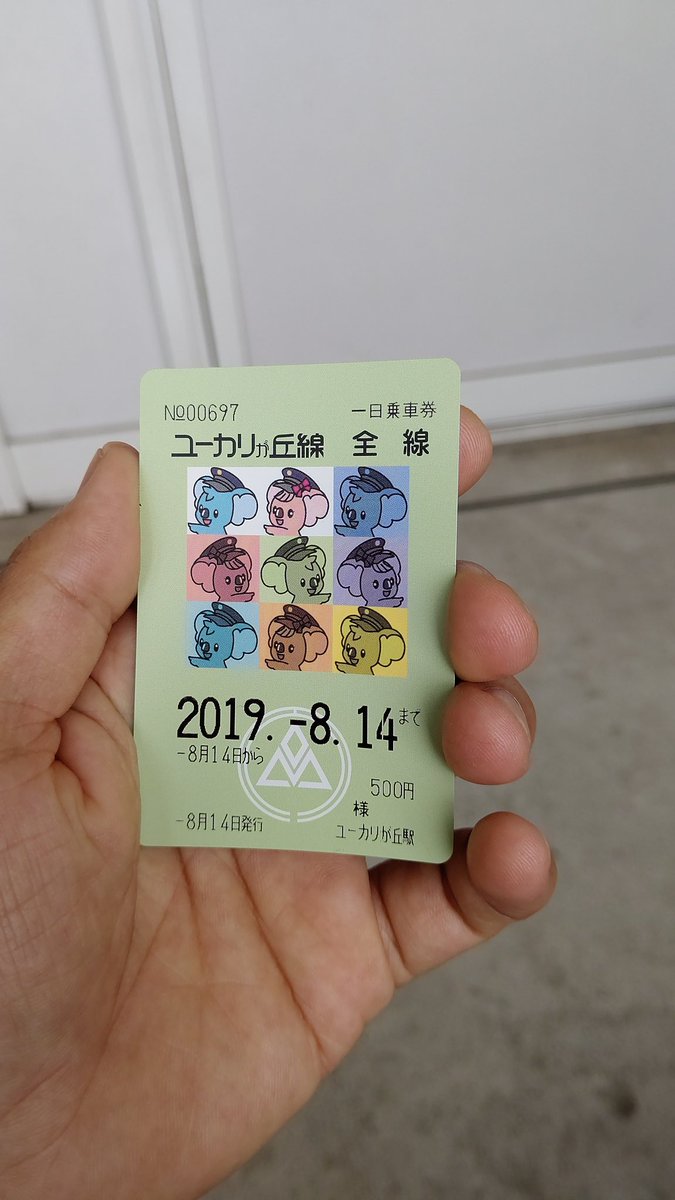 №00697 一日乗車券
ユーカリが丘線 全線
2019.-8.14まで
-8月14日から
500円
様
-8月14日発行 ユーカリが丘駅